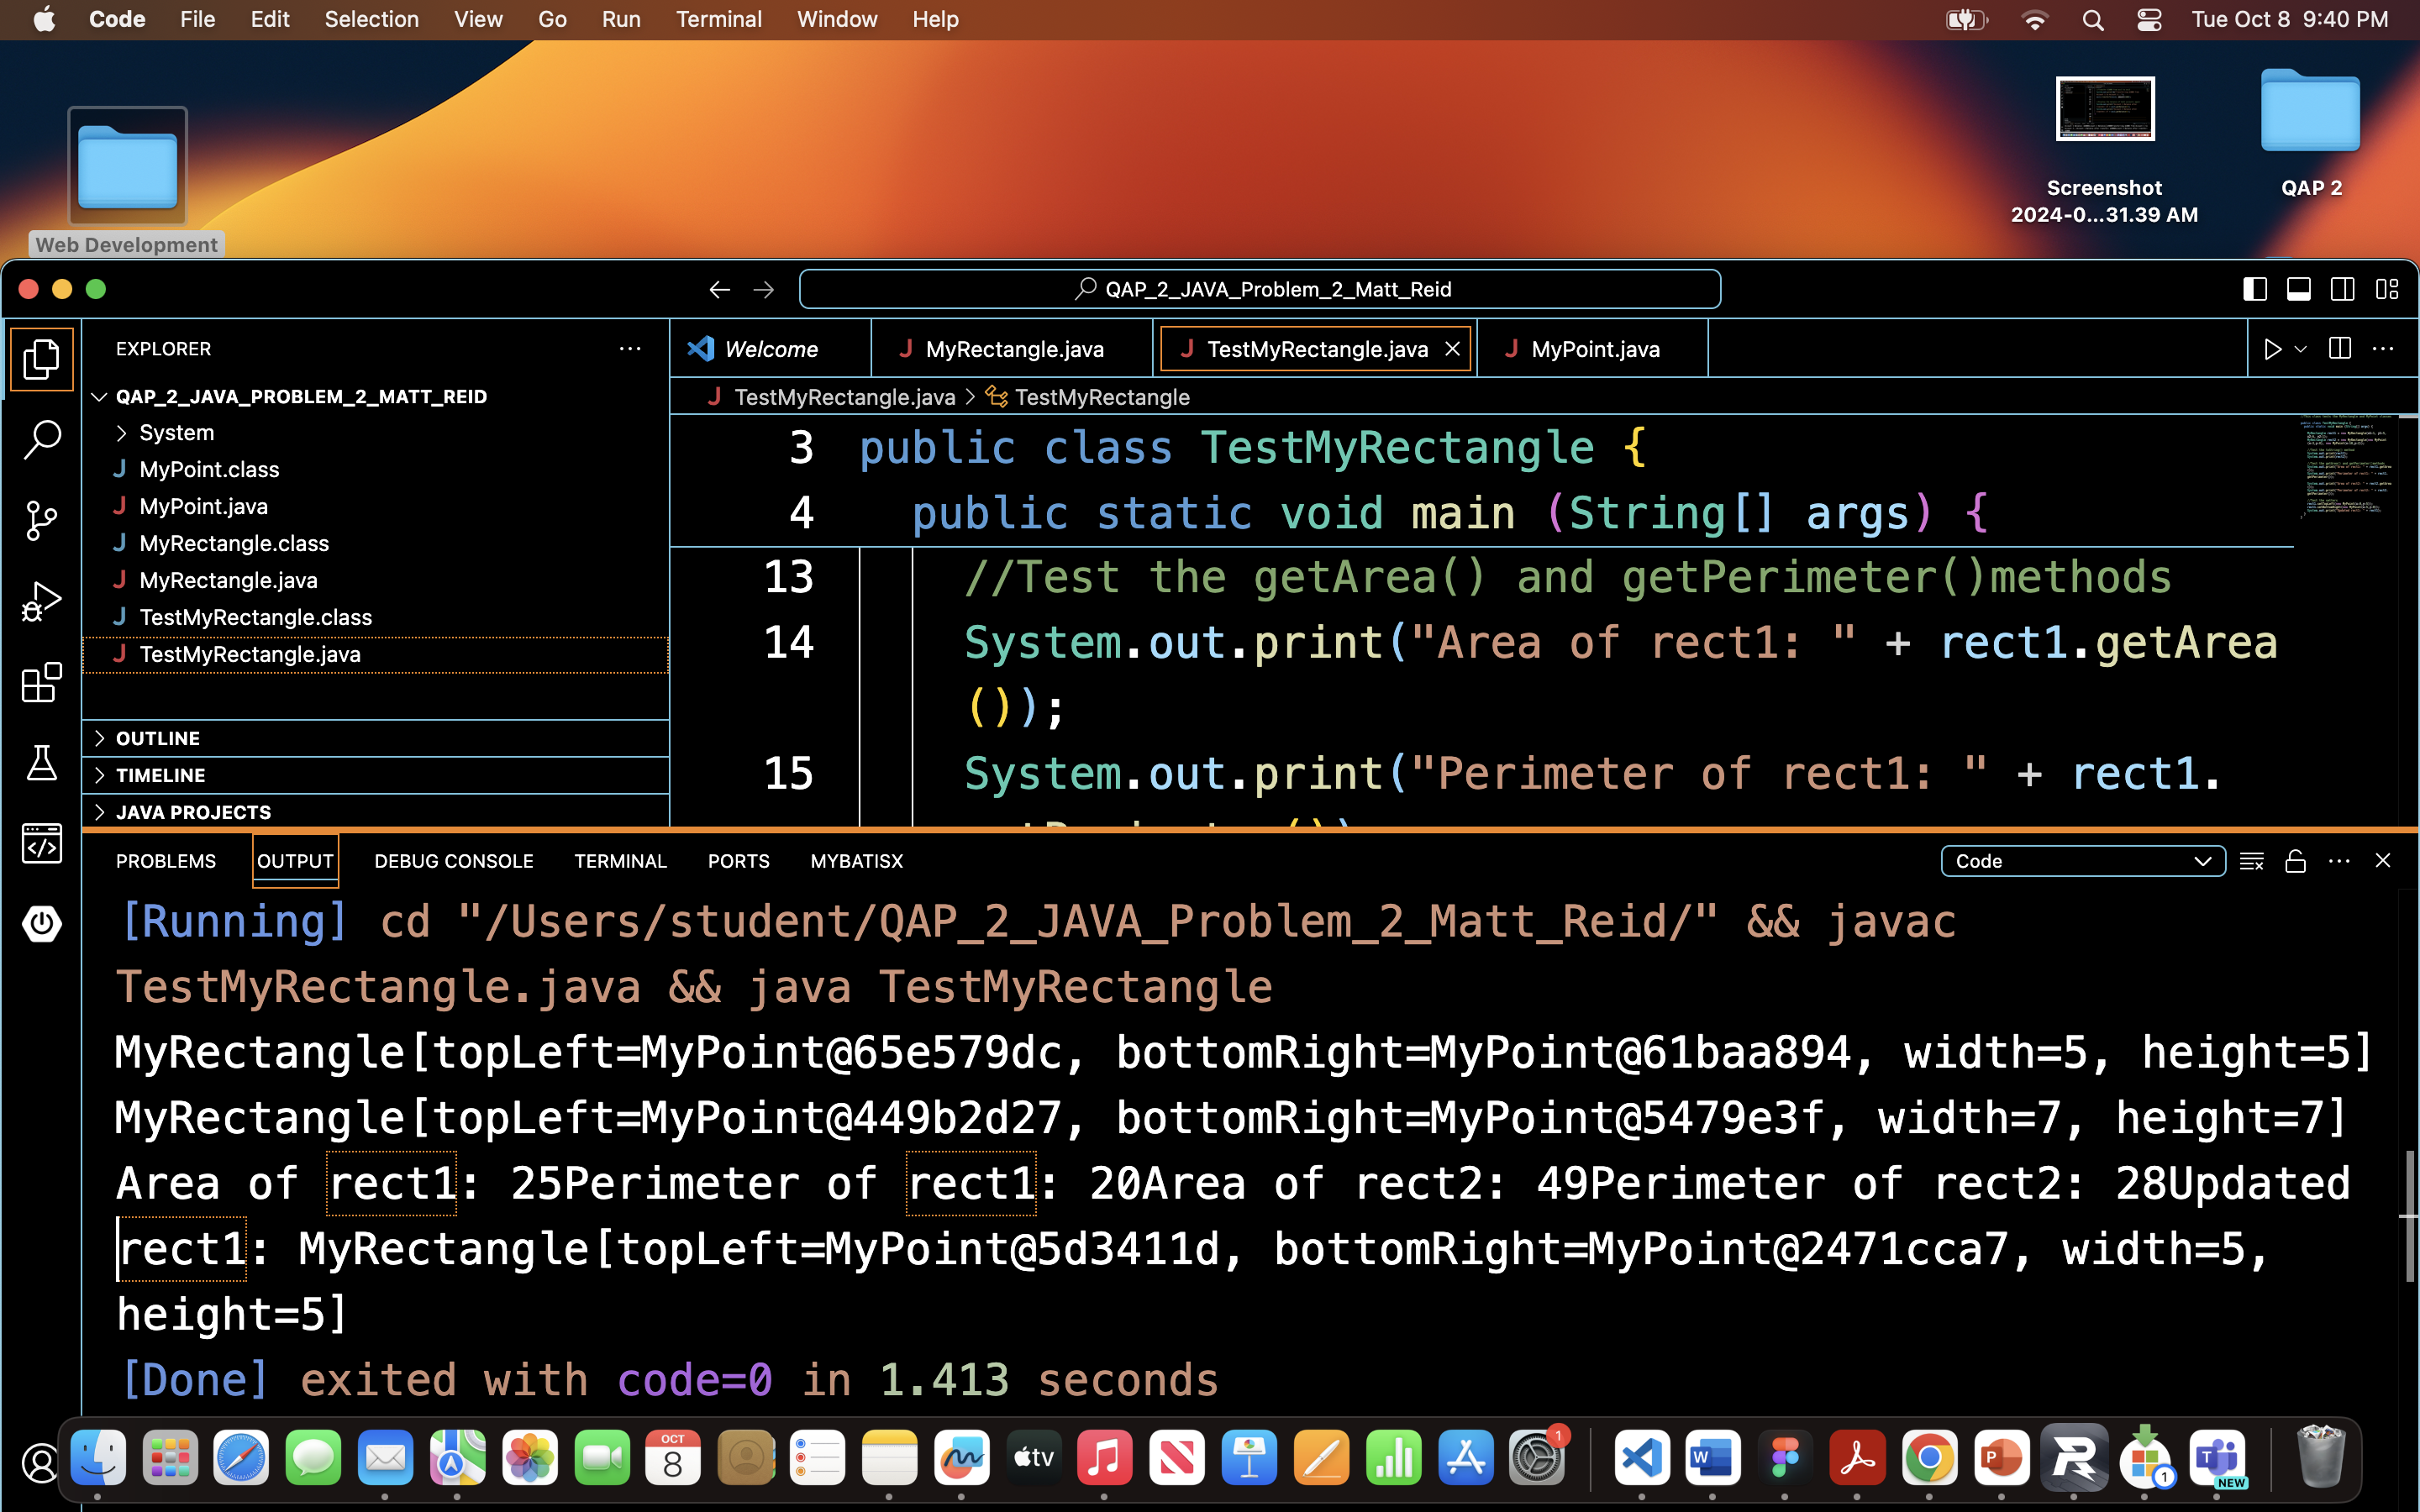 Code File Edit Selection View Go Run Terminal Window Help Tue Oct 8 9:40 PM
Web Development
Screenshot
2024-0...31.39 AM
QAP 2
QAP_2_JAVA_Problem_2_Matt_Reid
EXPLORER
QAP_2_JAVA_PROBLEM_2_MATT_REID
System
J MyPoint.class
J MyPoint.java
J MyRectangle.class
J MyRectangle.java
J TestMyRectangle.class
J TestMyRectangle.java
OUTLINE
TIMELINE
JAVA PROJECTS
Welcome J MyRectangle.java J TestMyRectangle.java J MyPoint.java
J TestMyRectangle.java > TestMyRectangle
3 public class TestMyRectangle {
4 public static void main (String[] args) {
13 //Test the getArea() and getPerimeter()methods
14 System.out.print("Area of rect1: " + rect1.getArea
());
15 System.out.print("Perimeter of rect1: " + rect1.
PROBLEMS OUTPUT DEBUG CONSOLE TERMINAL PORTS MYBATISX Code
[Running] cd "/Users/student/QAP_2_JAVA_Problem_2_Matt_Reid/" && javac
TestMyRectangle.java && java TestMyRectangle
MyRectangle[topLeft=MyPoint@65e579dc, bottomRight=MyPoint@61baa894, width=5, height=5]
MyRectangle[topLeft=MyPoint@449b2d27, bottomRight=MyPoint@5479e3f, width=7, height=7]
Area of rect1: 25Perimeter of rect1: 20Area of rect2: 49Perimeter of rect2: 28Updated
rect1: MyRectangle[topLeft=MyPoint@5d3411d, bottomRight=MyPoint@2471cca7, width=5,
height=5]
[Done] exited with code=0 in 1.413 seconds
OCT
8
tv
1
W
P
1
T
NEW